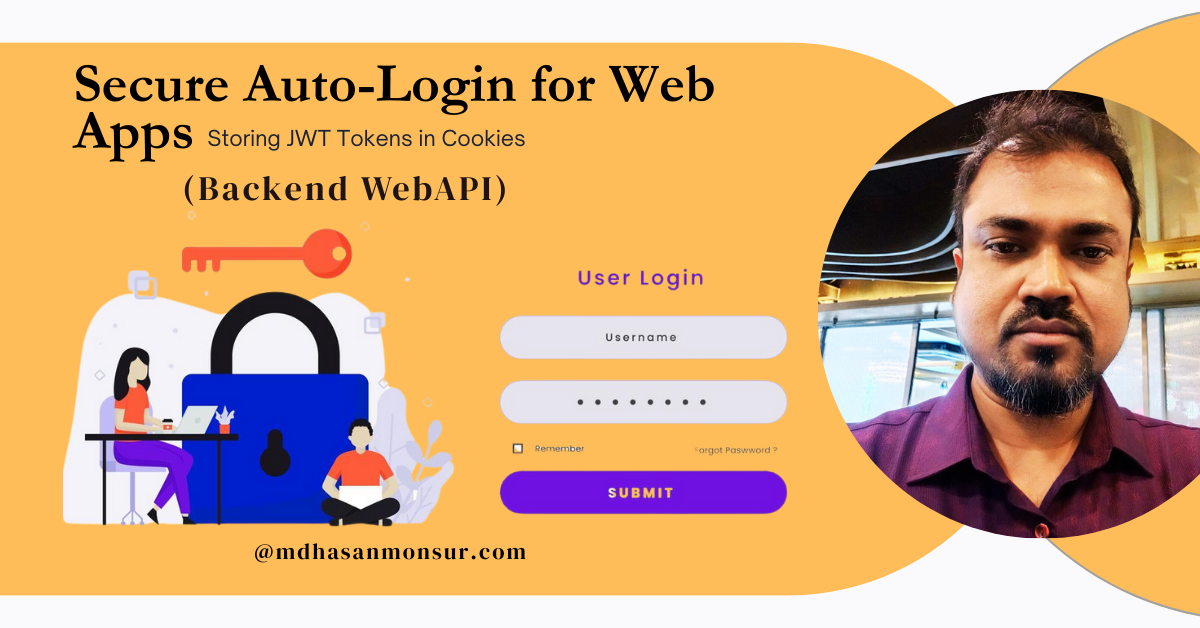 Secure Auto-Login for Web
Apps Storing JWT Tokens in Cookies
(Backend WebAPI)
User Login
Username
Remember
Forgot Paswword ?
SUBMIT
@mdhasanmonsur.com